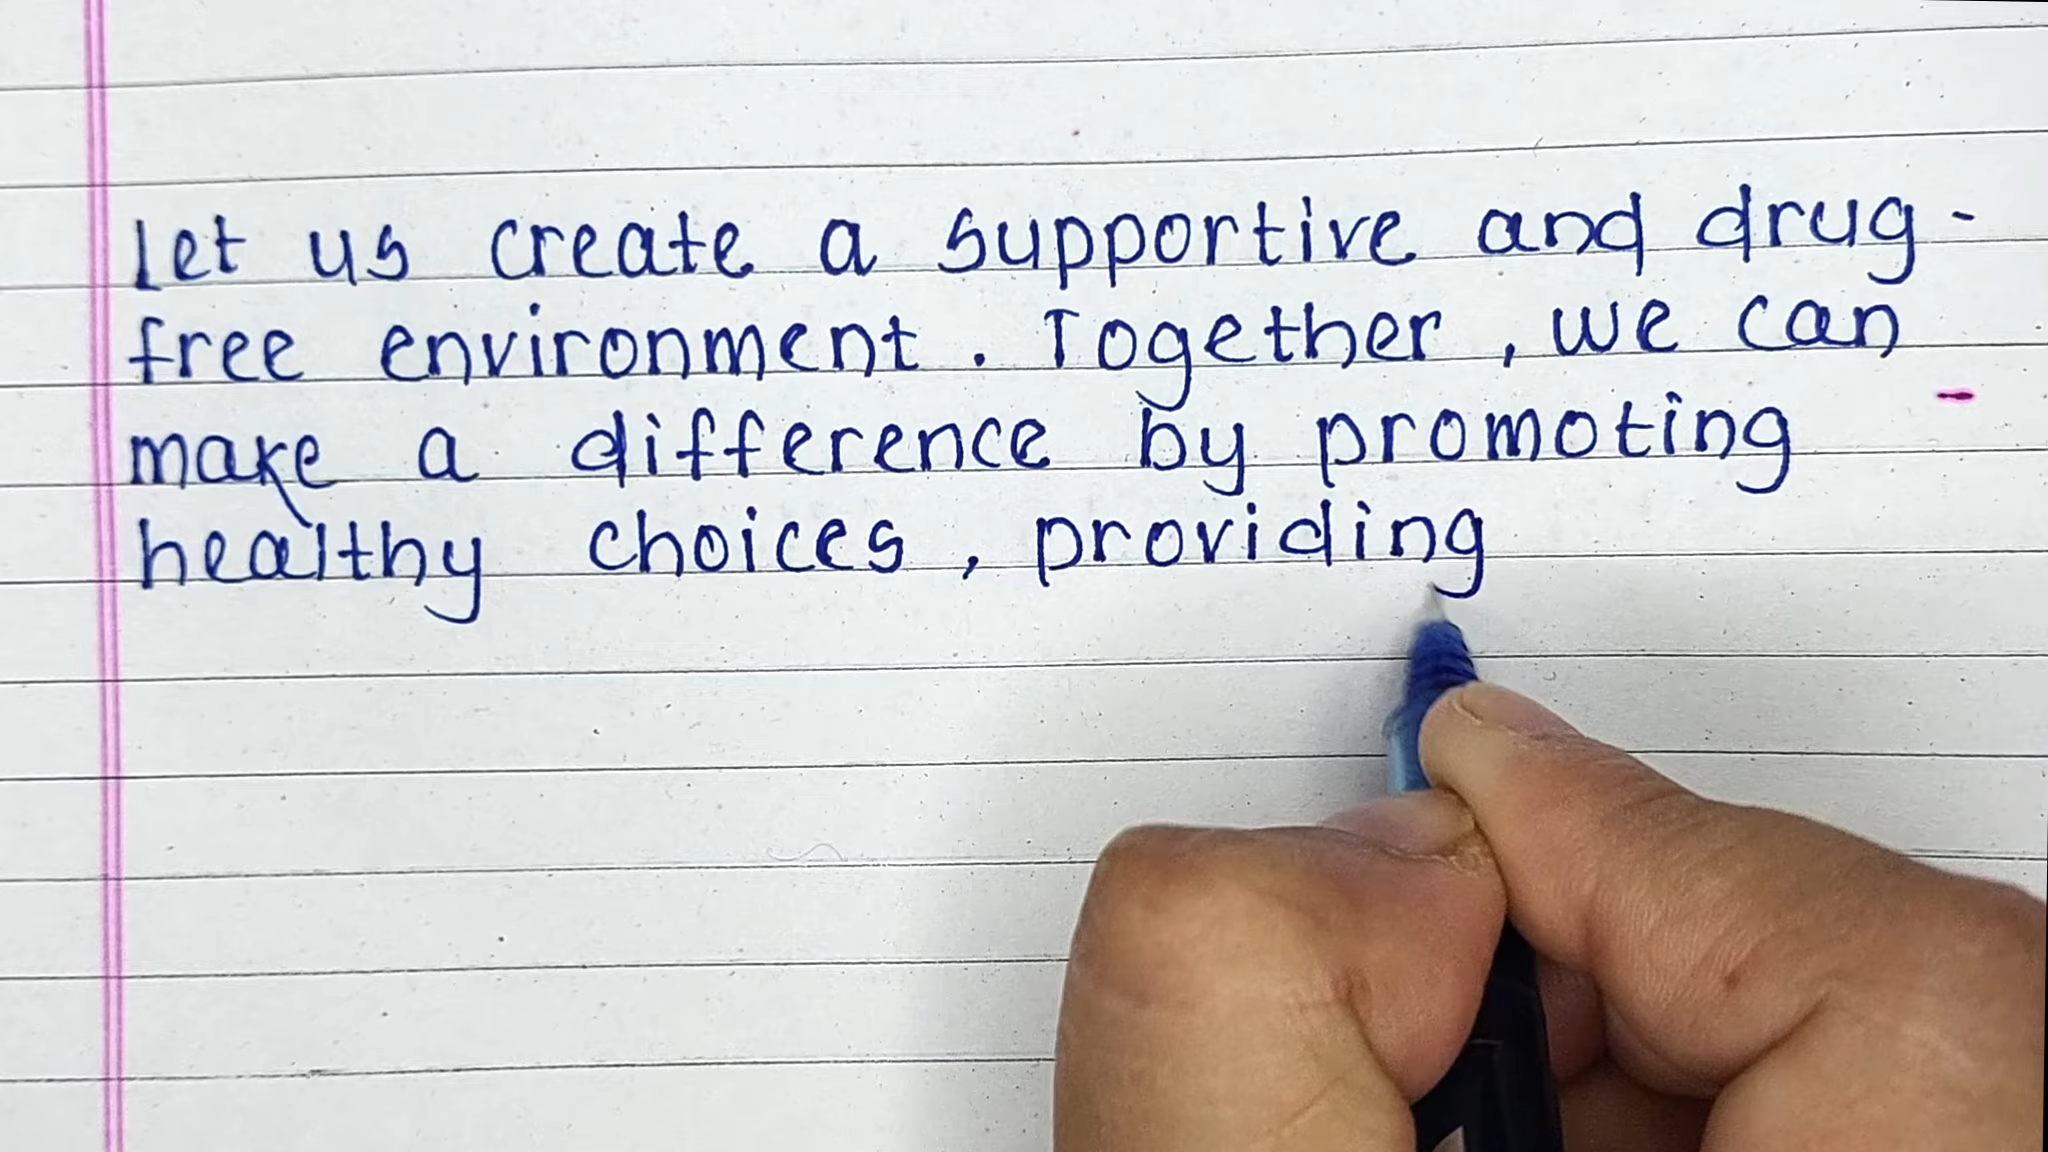 Let us create a supportive and drug-
free environment. Together, we can
make a difference by promoting
healthy choices, providing